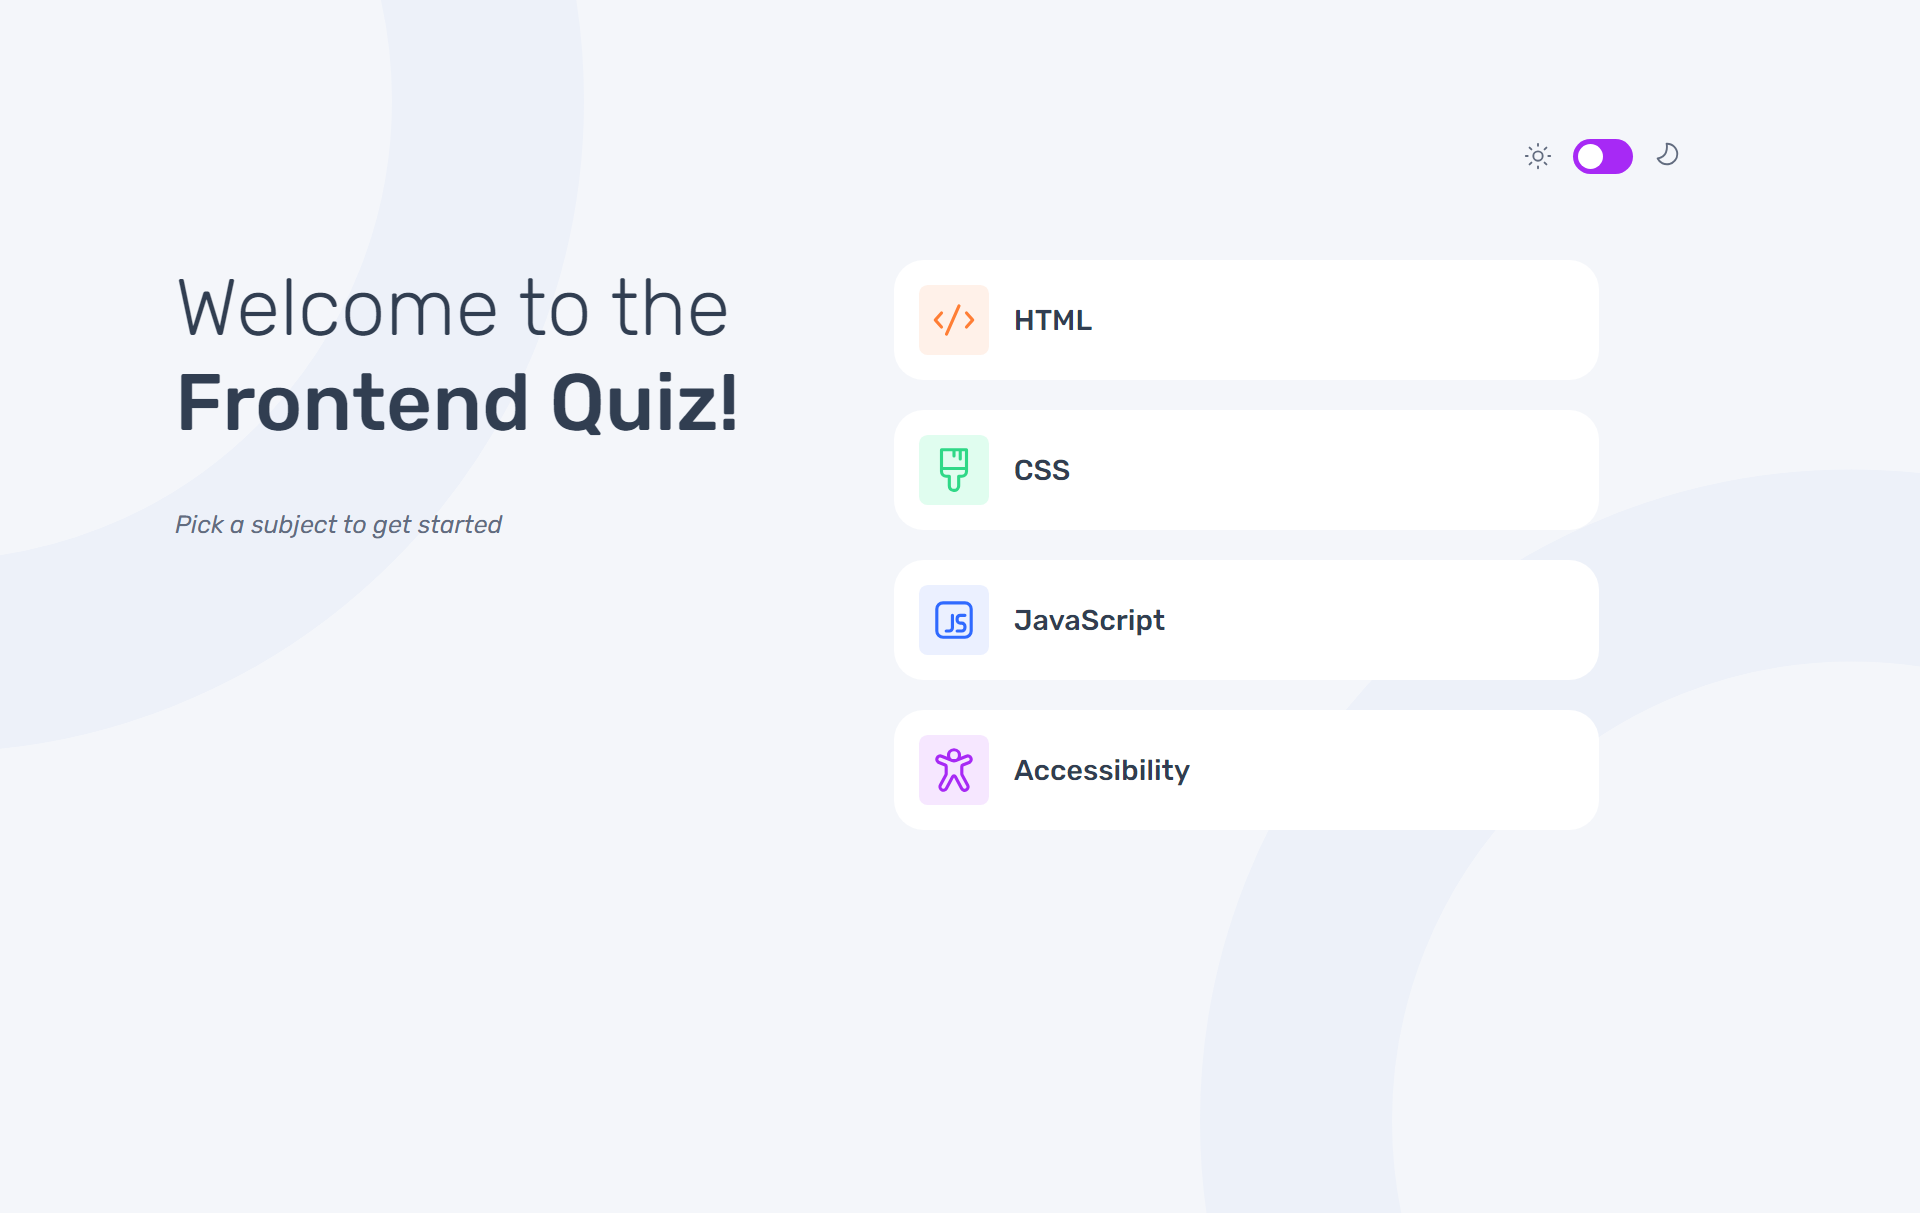 Welcome to the
Frontend Quiz!
Pick a subject to get started
HTML
CSS
JS
JavaScript
Accessibility